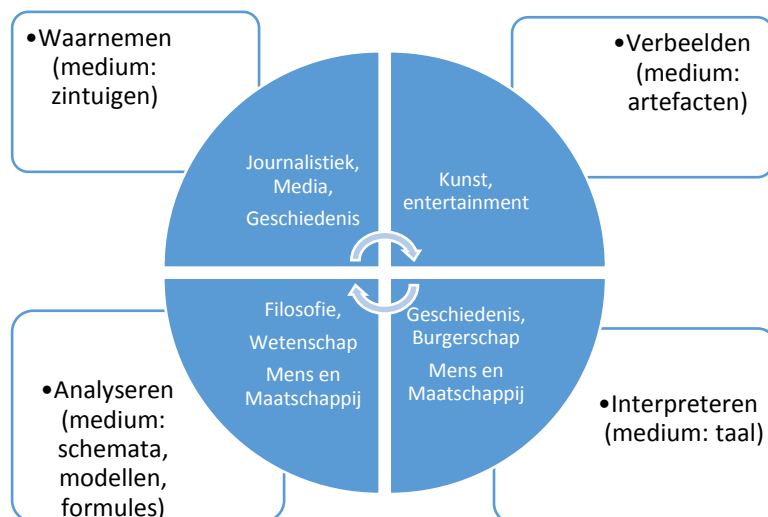 •Waarnemen
(medium:
zintuigen)
•Verbeelden
(medium:
artefacten)
Journalistiek,
Media,
Geschiedenis
Kunst,
entertainment
Filosofie,
Wetenschap
Mens en
Maatschappij
Geschiedenis,
Burgerschap
Mens en
Maatschappij
•Analyseren
(medium:
schemata,
modellen,
formules)
•Interpreteren
(medium: taal)